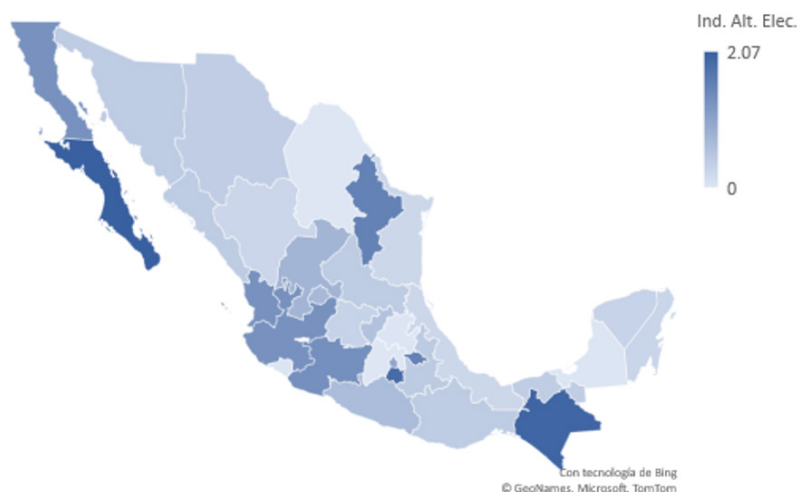 Ind. Alt. Elec.
2.07
0
Con tecnología de Bing
© GeoNames, Microsoft, TomTom